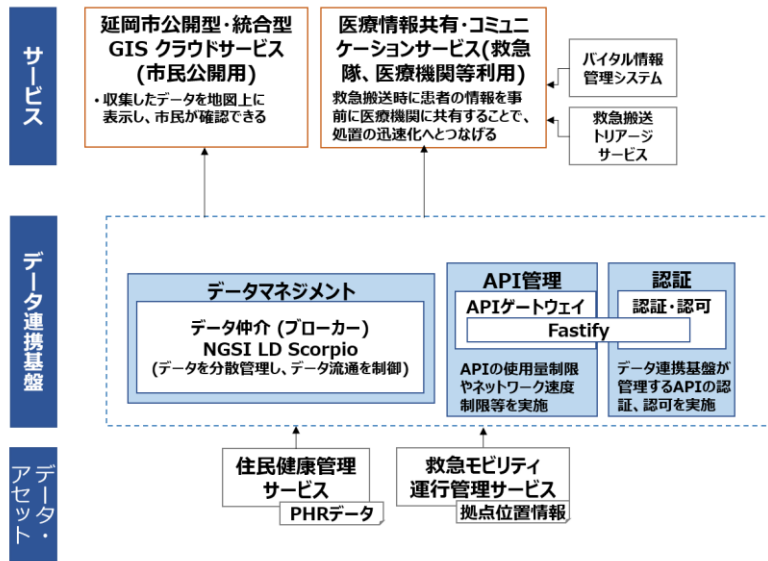 サービス
延岡市公開型・統合型
GIS クラウドサービス
(市民公開用)
・収集したデータを地図上に
表示し、市民が確認できる
医療情報共有・コミュニ
ケーションサービス(救急
隊、医療機関等利用)
救急搬送時に患者の情報を事
前に医療機関に共有することで、
処置の迅速化へとつなげる
バイタル情報
管理システム
救急搬送
トリアージ
サービス
データ連携基盤
データマネジメント
データ仲介 (ブローカー)
NGSI LD Scorpio
(データを分散管理し、データ流通を制御)
API管理
APIゲートウェイ
認証
認証・認可
Fastify
APIの使用量制限
やネットワーク速度
制限等を実施
データ連携基盤が
管理するAPIの認
証、認可を実施
データ・
アセット
住民健康管理
サービス
PHRデータ
救急モビリティ
運行管理サービス
拠点位置情報